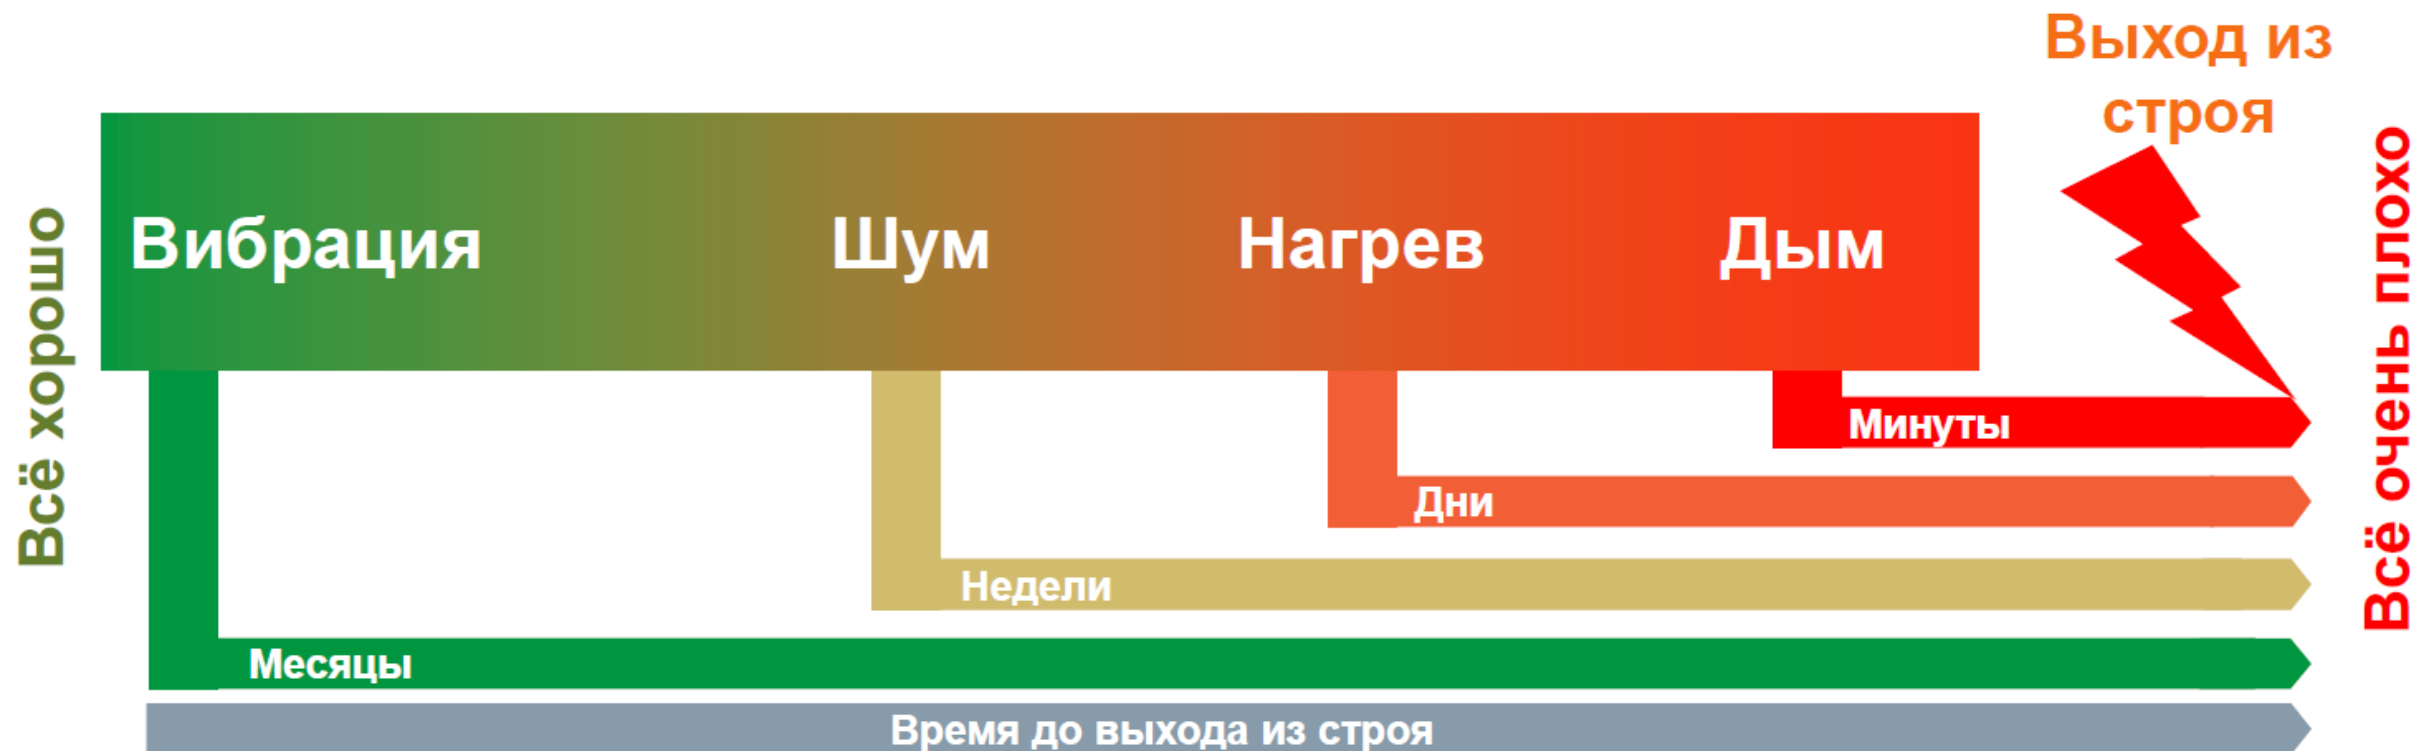 Выход из
строя
Всё хорошо
Вибрация
Шум
Нагрев
Дым
Всё очень плохо
Минуты
Дни
Недели
Месяцы
Время до выхода из строя